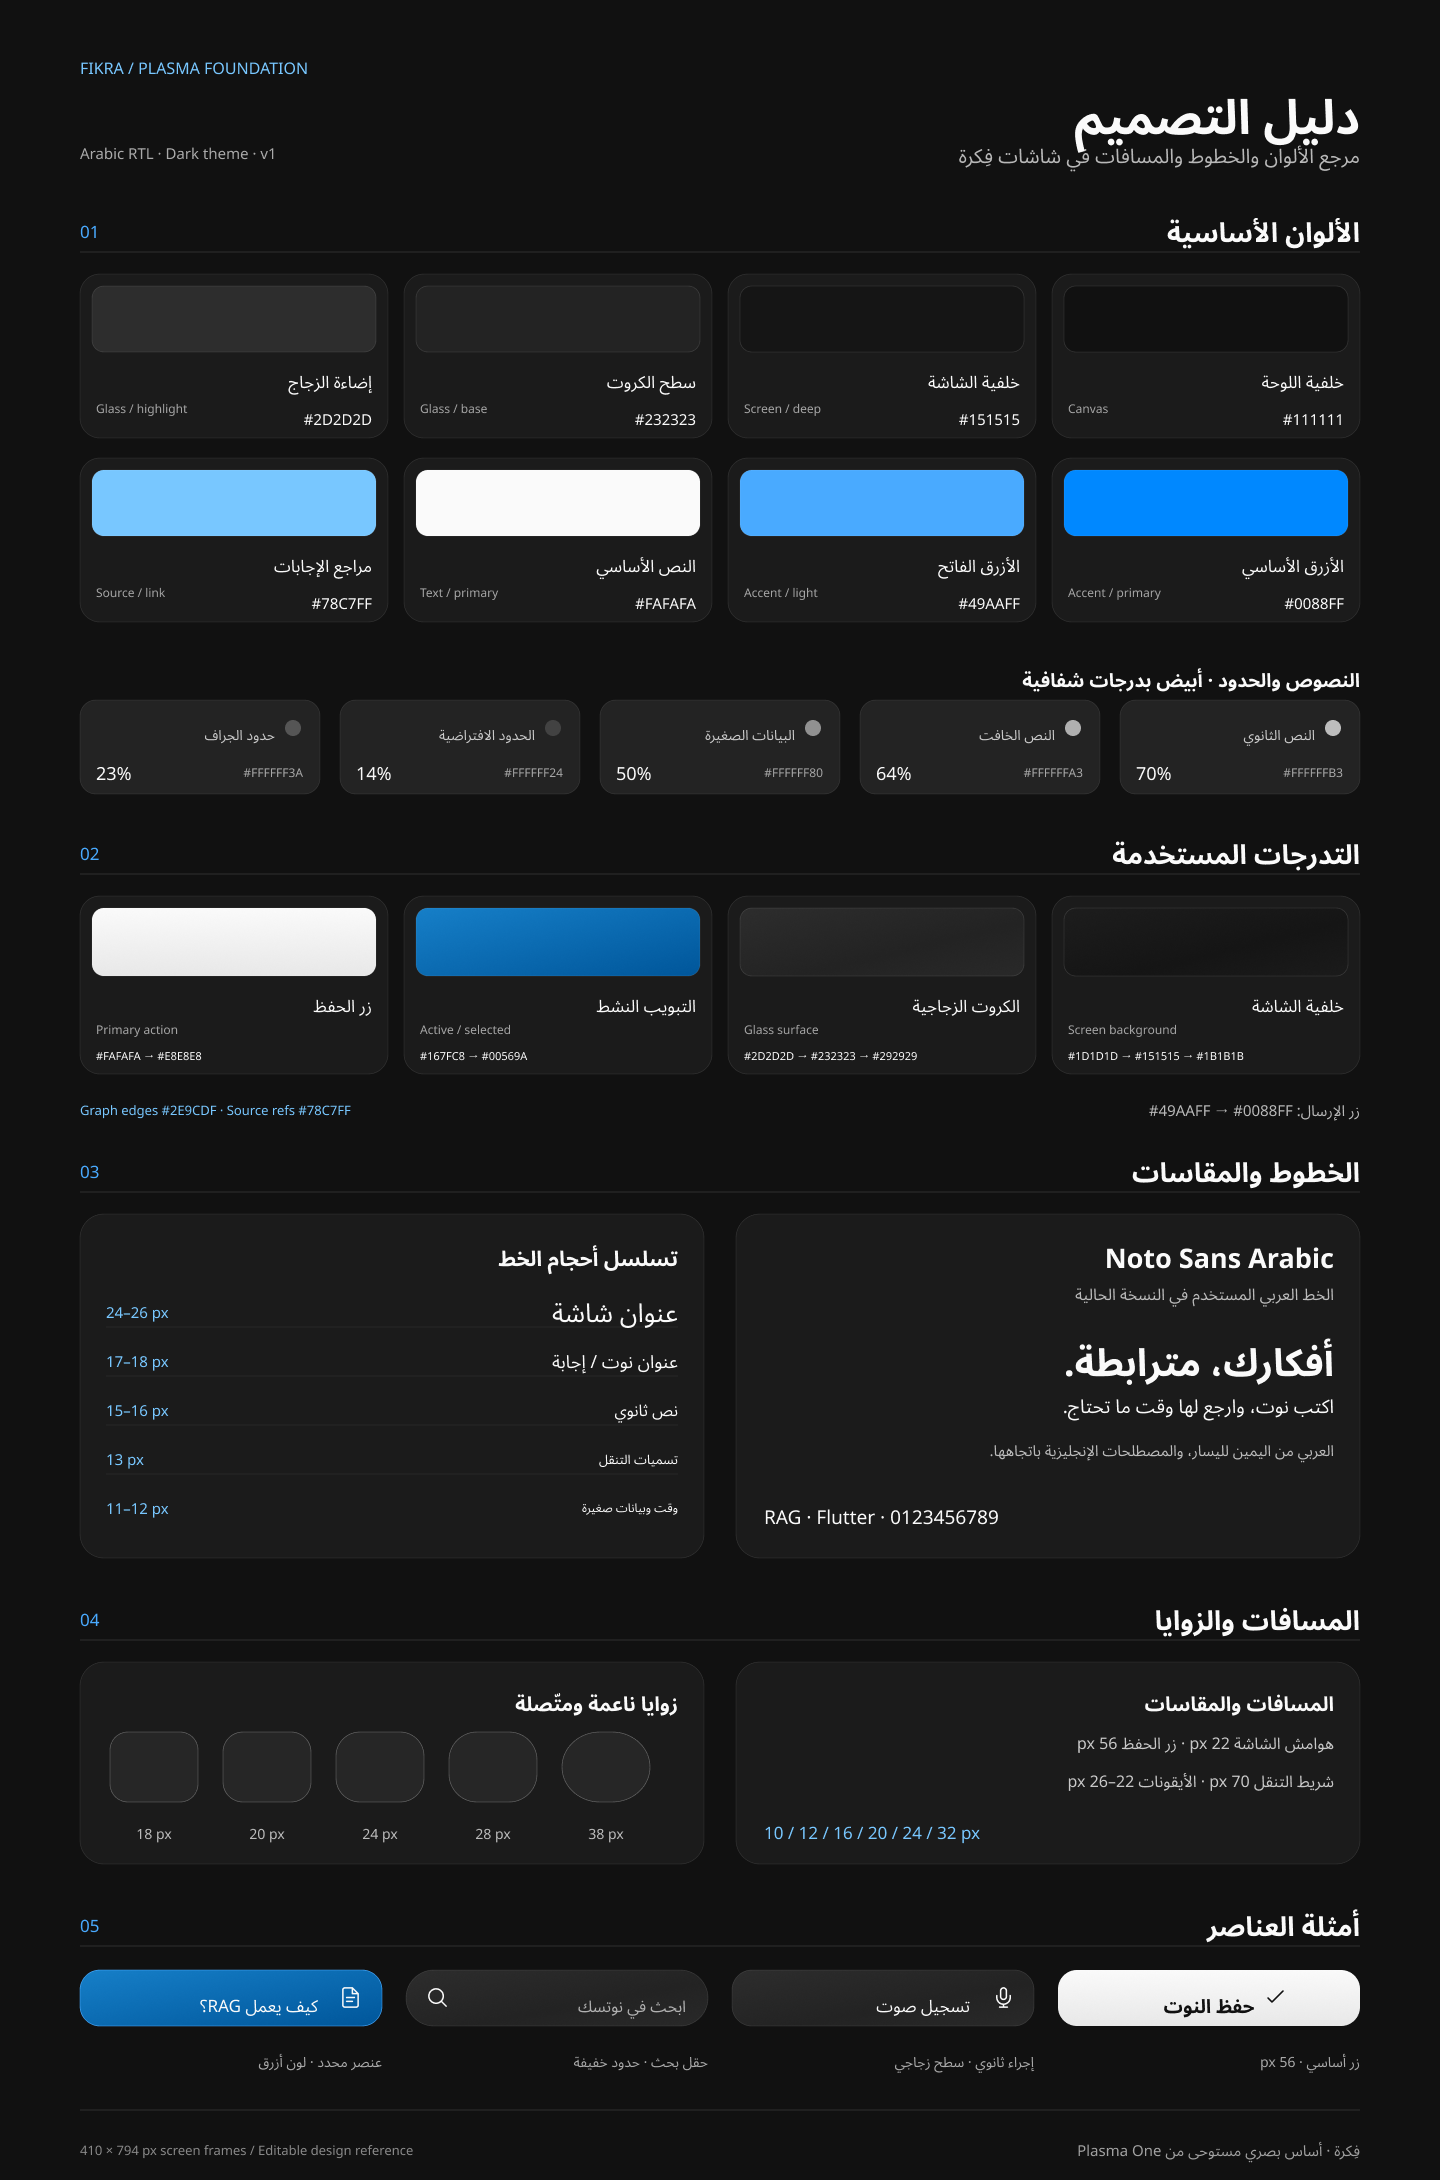 FIKRA / PLASMA FOUNDATION
دليل التصميم
Arabic RTL · Dark theme · v1
مرجع الألوان والخطوط والمسافات في شاشات فِكرة
الألوان الأساسية
01
خلفية اللوحة
Canvas
#111111
خلفية الشاشة
Screen / deep
#151515
سطح الكروت
Glass / base
#232323
إضاءة الزجاج
Glass / highlight
#2D2D2D
الأزرق الأساسي
Accent / primary
#0088FF
الأزرق الفاتح
Accent / light
#49AAFF
النص الأساسي
Text / primary
#FAFAFA
مراجع الإجابات
Source / link
#78C7FF
النصوص والحدود · أبيض بدرجات شفافية
النص الثانوي
#FFFFFFB3
70%
النص الخافت
#FFFFFFA3
64%
البيانات الصغيرة
#FFFFFF80
50%
الحدود الافتراضية
#FFFFFF24
14%
حدود الجراف
#FFFFFF3A
23%
التدرجات المستخدمة
02
خلفية الشاشة
Screen background
#1D1D1D → #151515 → #1B1B1B
الكروت الزجاجية
Glass surface
#2D2D2D → #232323 → #292929
التبويب النشط
Active / selected
#167FC8 → #00569A
زر الحفظ
Primary action
#FAFAFA → #E8E8E8
زر الإرسال: #49AAFF → #0088FF
Graph edges #2E9CDF · Source refs #78C7FF
الخطوط والمقاسات
03
Noto Sans Arabic
الخط العربي المستخدم في النسخة الحالية
أفكارك، مترابطة.
اكتب نوت، وارجع لها وقت ما تحتاج.
العربي من اليمين لليسار، والمصطلحات الإنجليزية باتجاهها.
RAG · Flutter · 0123456789
تسلسل أحجام الخط
عنوان شاشة
24–26 px
عنوان نوت / إجابة
17–18 px
نص ثانوي
15–16 px
تسميات التنقل
13 px
وقت وبيانات صغيرة
11–12 px
المسافات والزوايا
04
المسافات والمقاسات
هوامش الشاشة 22 px · زر الحفظ 56 px
شريط التنقل 70 px · الأيقونات 22–26 px
10 / 12 / 16 / 20 / 24 / 32 px
زوايا ناعمة ومتّصلة
18 px
20 px
24 px
28 px
38 px
أمثلة العناصر
05
حفظ النوت
تسجيل صوت
ابحث في نوتسك
كيف يعمل RAG؟
زر أساسي · 56 px
إجراء ثانوي · سطح زجاجي
حقل بحث · حدود خفيفة
عنصر محدد · لون أزرق
فِكرة · أساس بصري مستوحى من Plasma One
410 × 794 px screen frames / Editable design reference